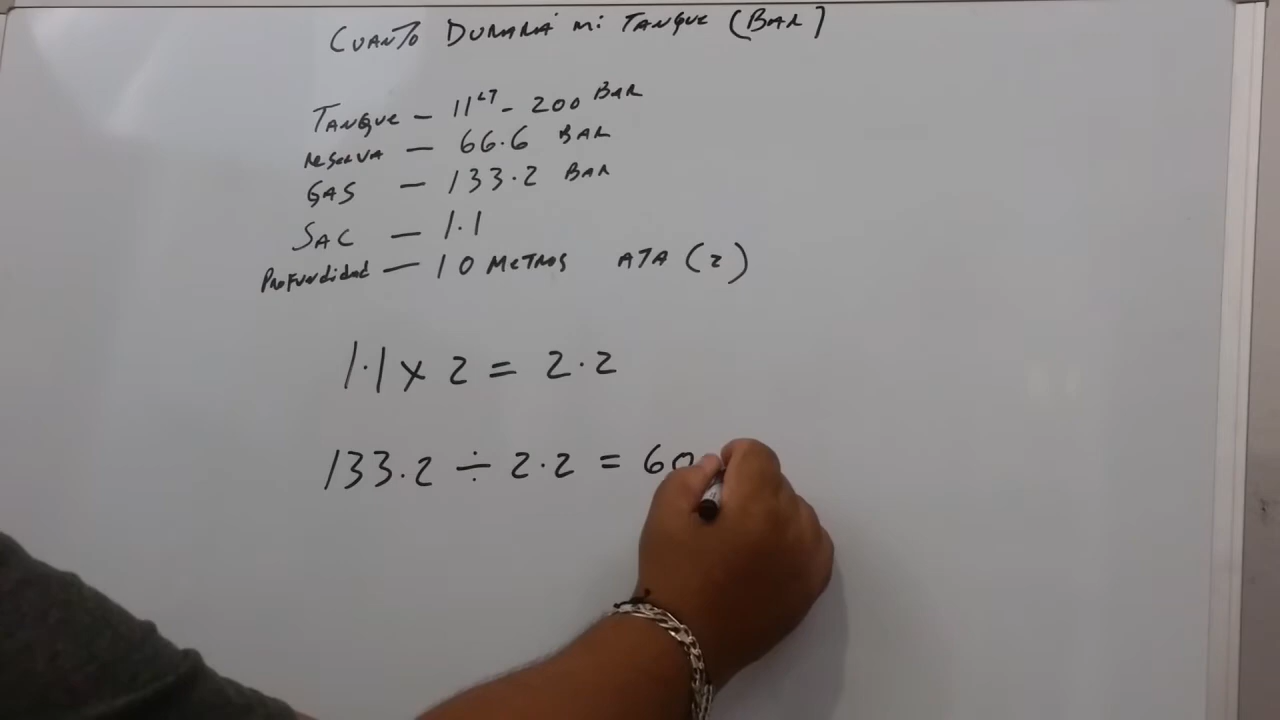 CUANTO DURARÁ mi TANQUE (BAR]
TANQUE — 11 LT - 200 BAR
reserva — 66.6 BAR
GAS — 133.2 BAR
SAC — 1.1
Profundidad — 10 METROS ATA (2)
1.1 x 2 = 2.2
133.2 ÷ 2.2 = 60